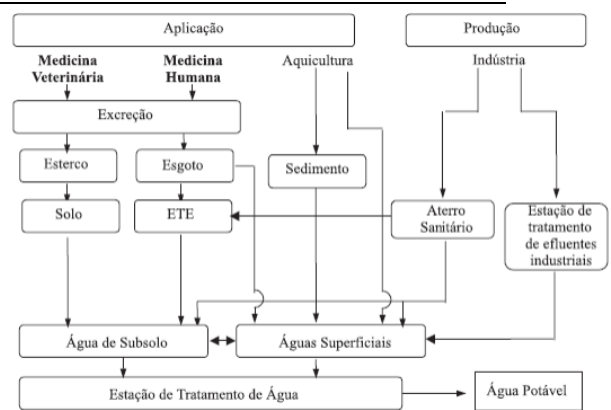 Aplicação
Produção
Medicina
Veterinária
Medicina
Humana
Aquicultura
Indústria
Excreção
Esterco
Esgoto
Sedimento
Solo
ETE
Aterro
Sanitário
Estação de
tratamento
de efluentes
industriais
Água de Subsolo
Águas Superficiais
Estação de Tratamento de Água
Água Potável